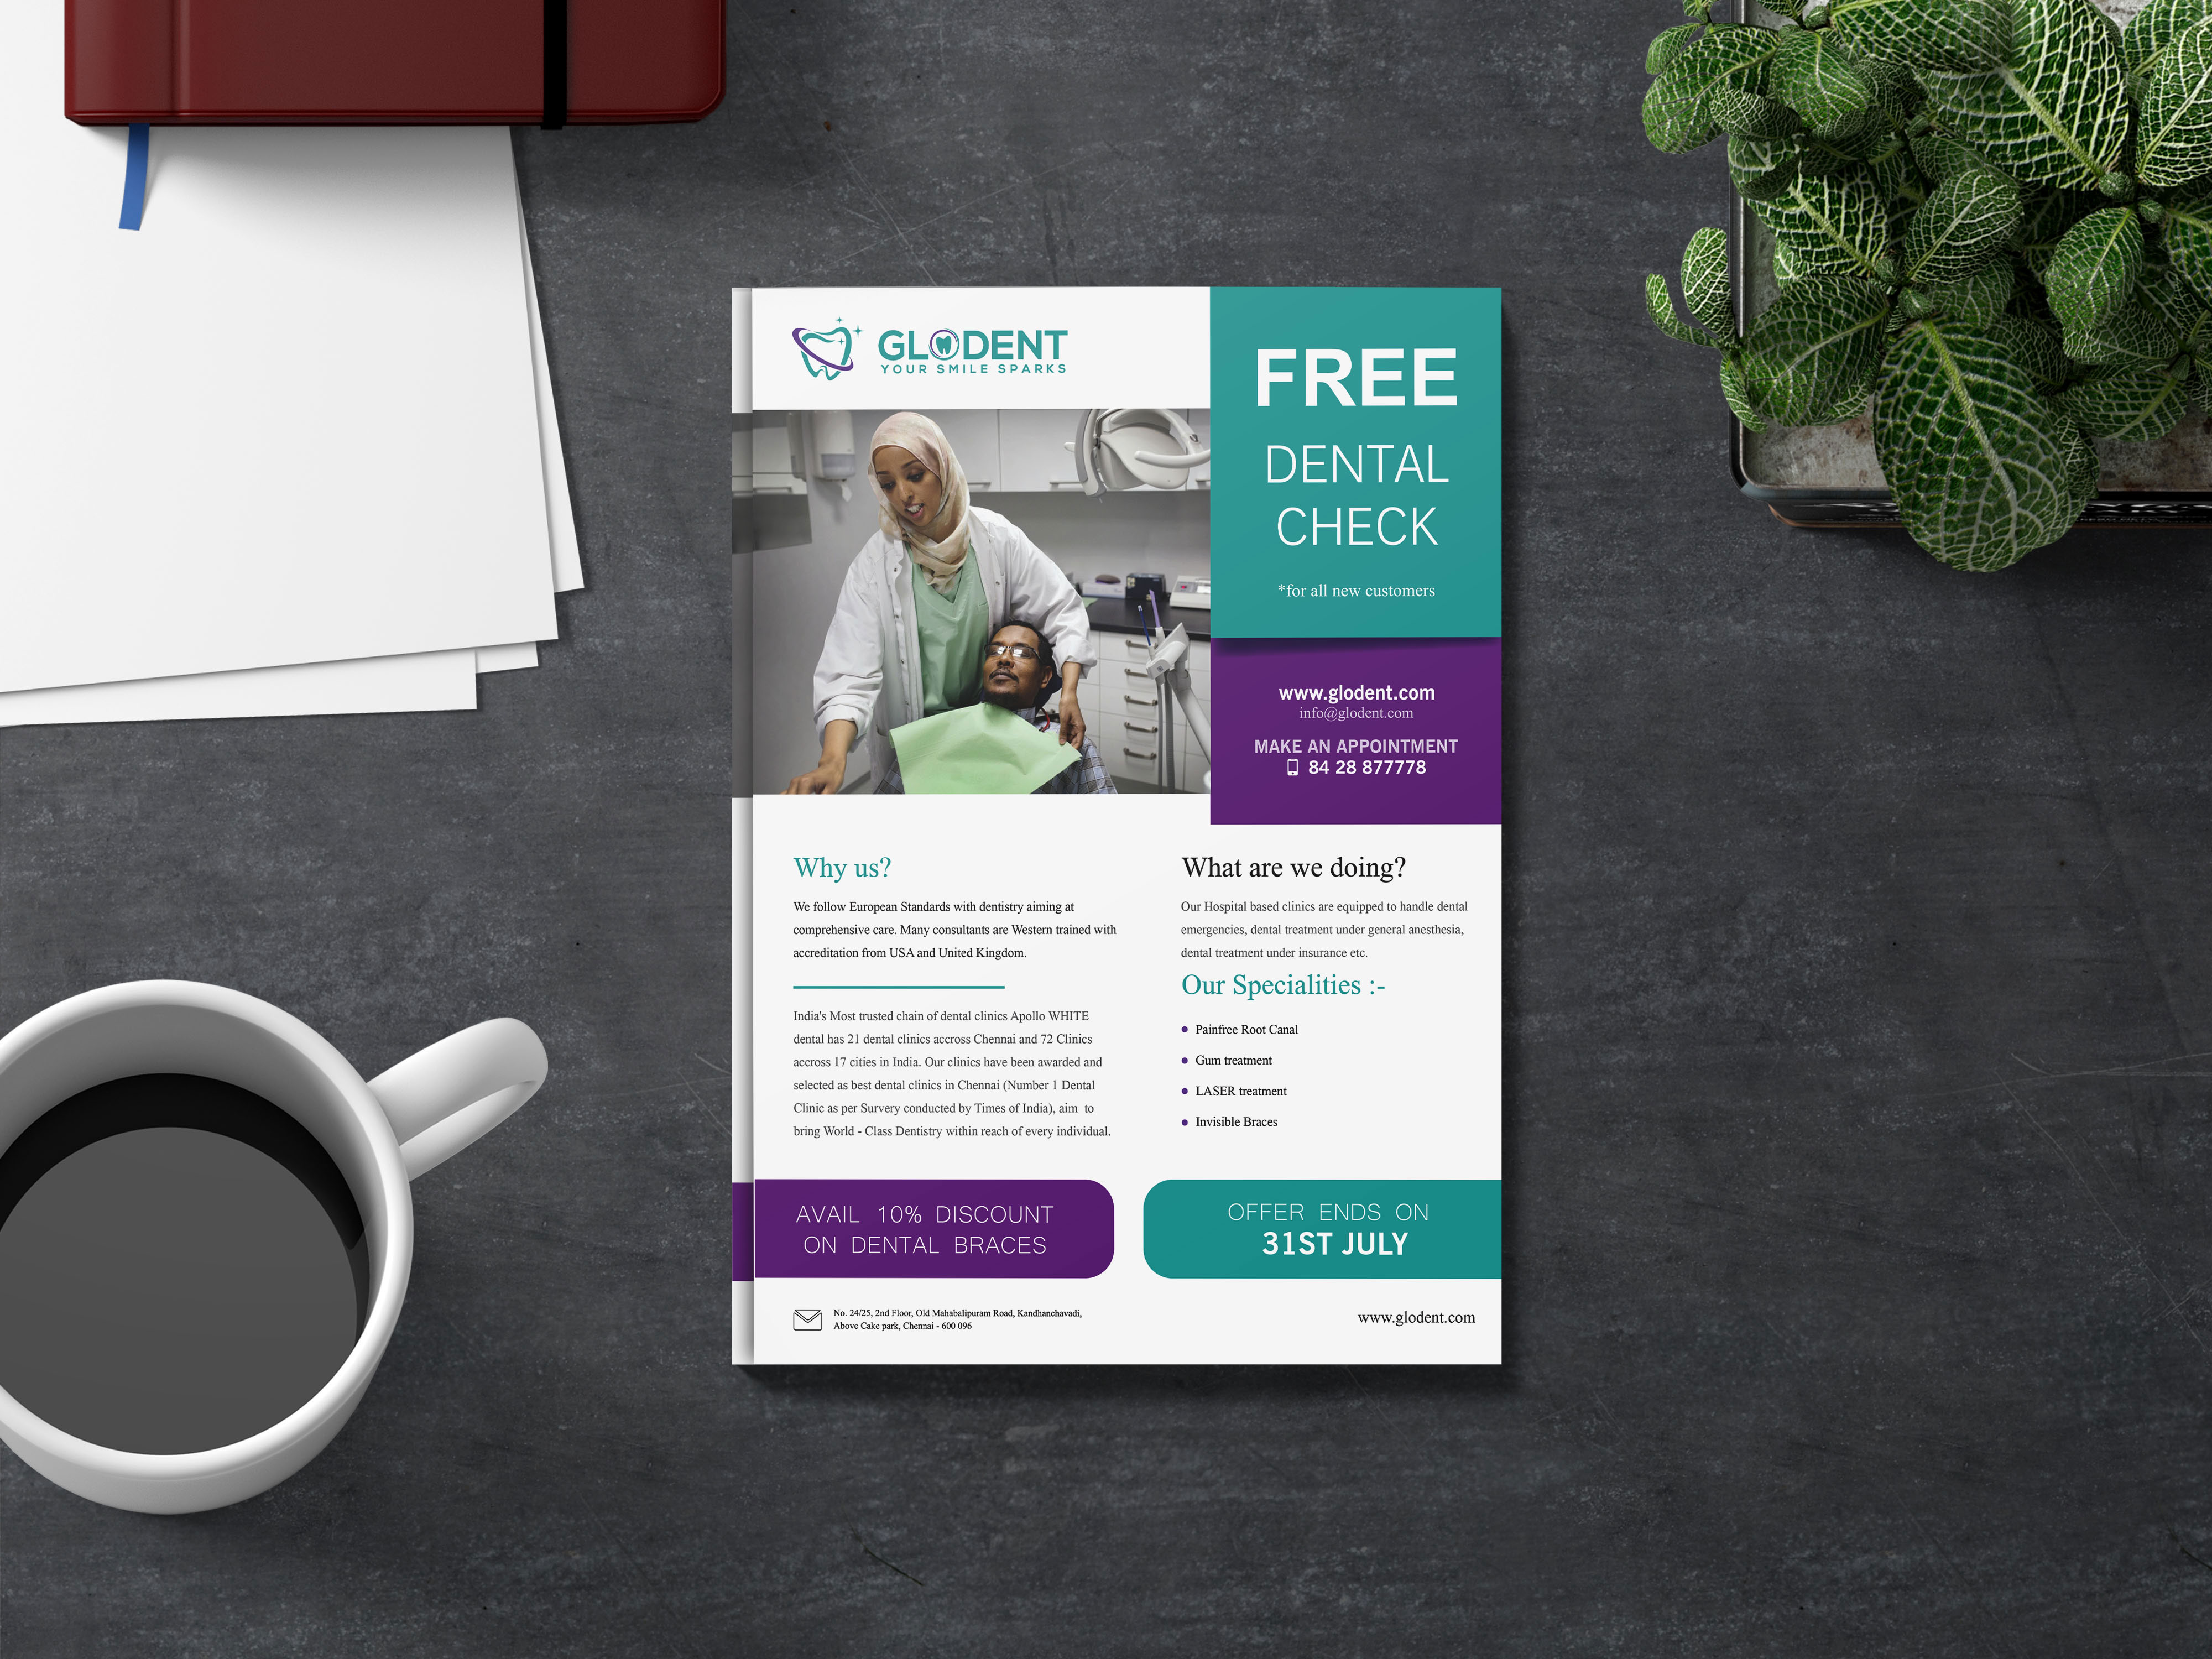 GLODENT
YOUR SMILE SPARKS
FREE
DENTAL
CHECK
*for all new customers
www.glodent.com
info@glodent.com
MAKE AN APPOINTMENT
84 28 877778
Why us?
We follow European Standards with dentistry aiming at
comprehensive care. Many consultants are Western trained with
accreditation from USA and United Kingdom.
India's Most trusted chain of dental clinics Apollo WHITE
dental has 21 dental clinics accross Chennai and 72 Clinics
accross 17 cities in India. Our clinics have been awarded and
selected as best dental clinics in Chennai (Number 1 Dental
Clinic as per Survery conducted by Times of India), aim to
bring World - Class Dentistry within reach of every individual.
What are we doing?
Our Hospital based clinics are equipped to handle dental
emergencies, dental treatment under general anesthesia,
dental treatment under insurance etc.
Our Specialities :-
Painfree Root Canal
Gum treatment
LASER treatment
Invisible Braces
AVAIL 10% DISCOUNT
ON DENTAL BRACES
OFFER ENDS ON
31ST JULY
No. 24/25, 2nd Floor, Old Mahabalipuram Road, Kandhanchavadi,
Above Cake park, Chennai - 600 096
www.glodent.com